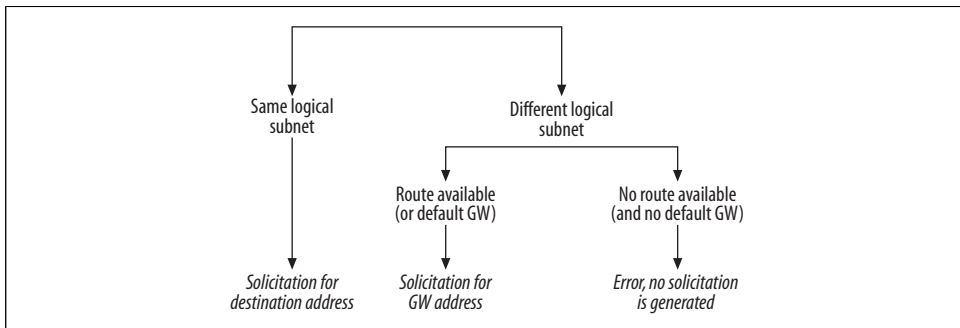 Same logical
subnet
Different logical
subnet
Route available
(or default GW)
No route available
(and no default GW)
Solicitation for
destination address
Solicitation for
GW address
Error, no solicitation
is generated